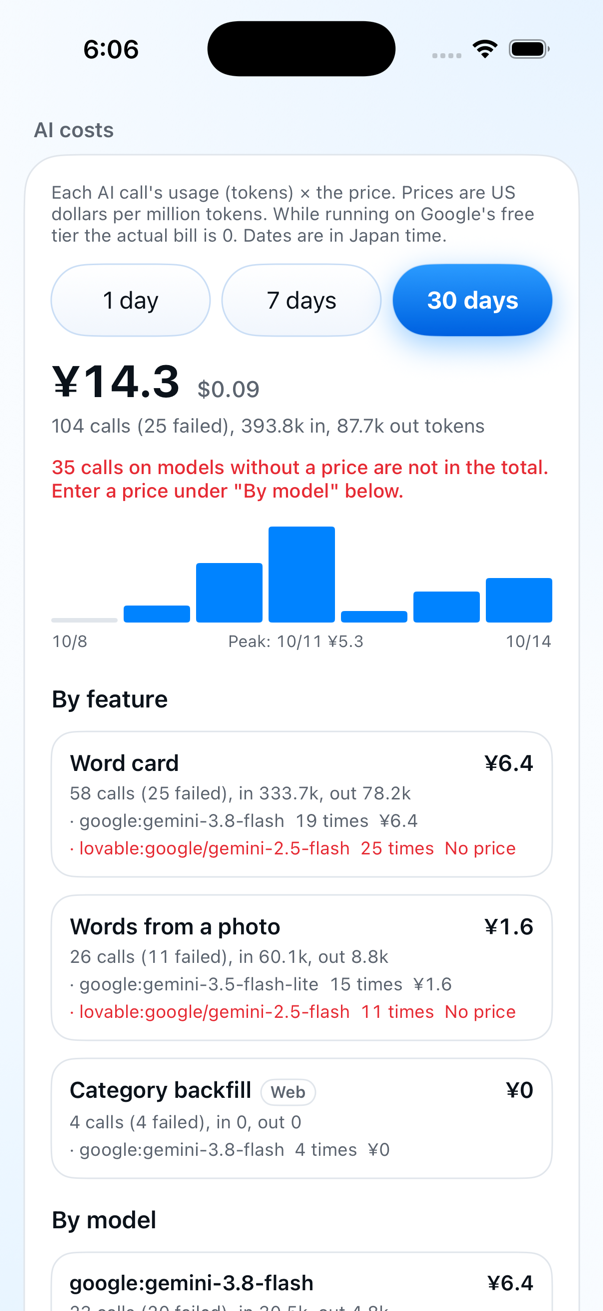 6:06
AI costs
Each AI call's usage (tokens) × the price. Prices are US
dollars per million tokens. While running on Google's free
tier the actual bill is 0. Dates are in Japan time.
1 day
7 days
30 days
¥14.3 $0.09
104 calls (25 failed), 393.8k in, 87.7k out tokens
35 calls on models without a price are not in the total.
Enter a price under "By model" below.
10/8
Peak: 10/11 ¥5.3
10/14
By feature
Word card ¥6.4
58 calls (25 failed), in 333.7k, out 78.2k
· google:gemini-3.8-flash 19 times ¥6.4
· lovable:google/gemini-2.5-flash 25 times No price
Words from a photo ¥1.6
26 calls (11 failed), in 60.1k, out 8.8k
· google:gemini-3.5-flash-lite 15 times ¥1.6
· lovable:google/gemini-2.5-flash 11 times No price
Category backfill Web ¥0
4 calls (4 failed), in 0, out 0
· google:gemini-3.8-flash 4 times ¥0
By model
google:gemini-3.8-flash ¥6.4